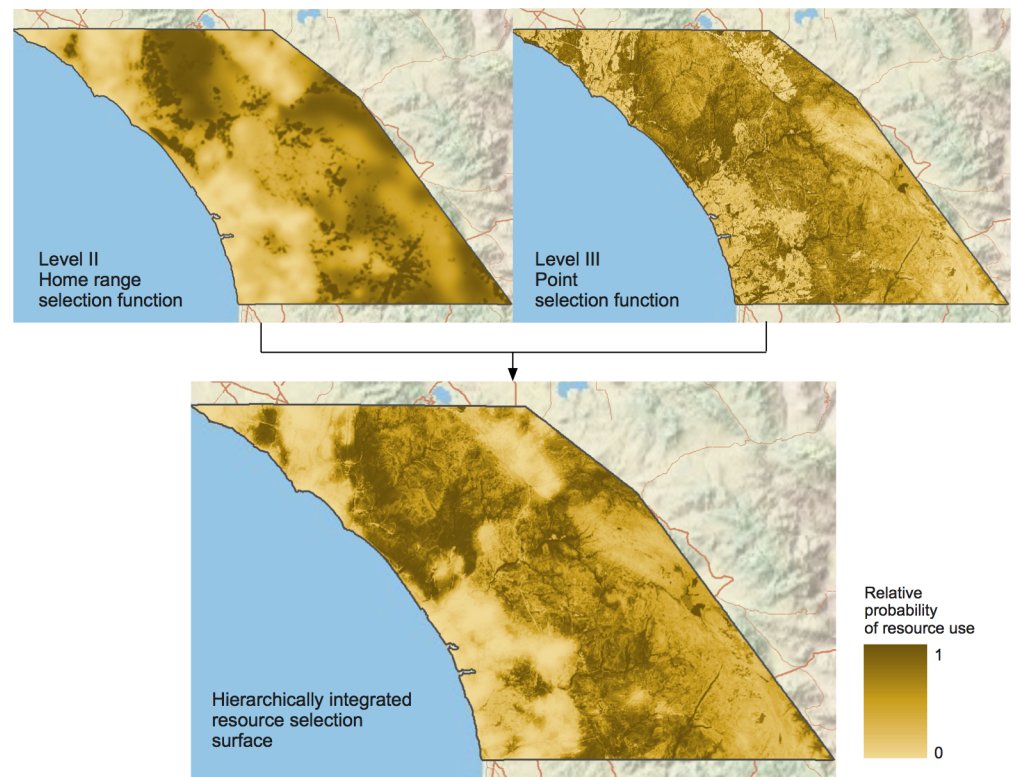 Level II
Home range
selection function
Level III
Point
selection function
Hierarchically integrated
resource selection
surface
Relative
probability
of resource use
1
0